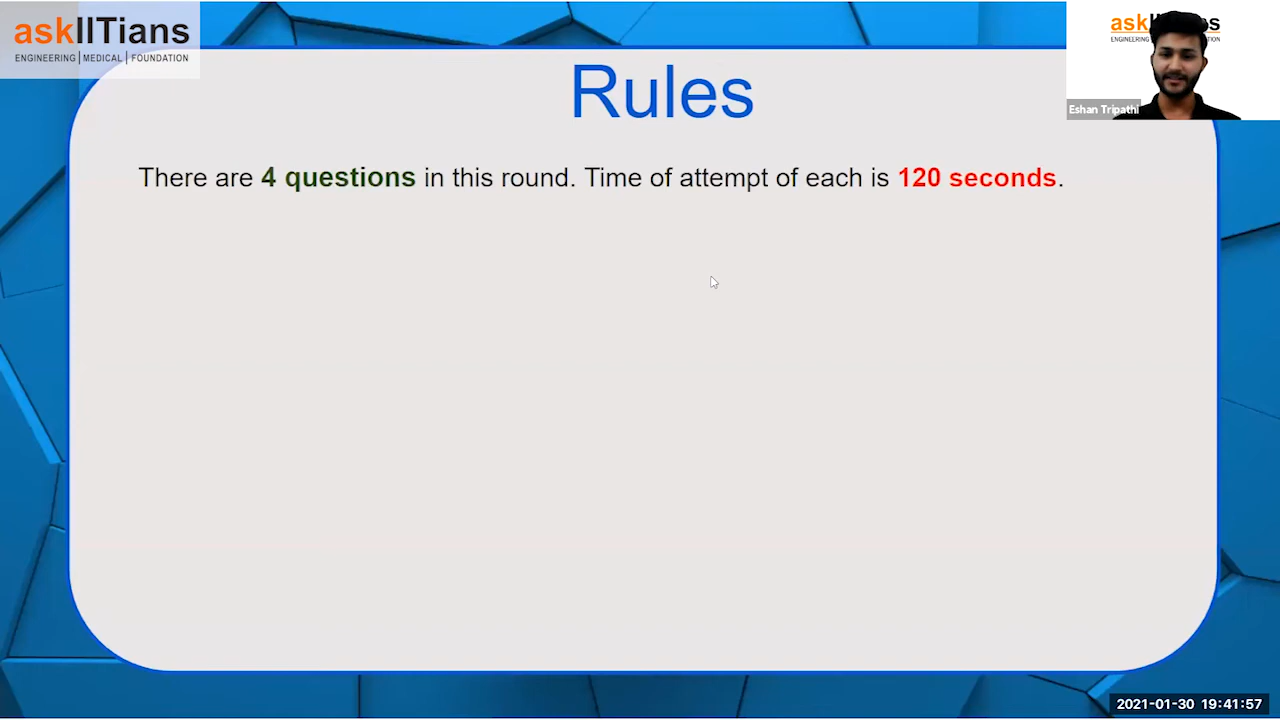 askIITians
ENGINEERING | MEDICAL | FOUNDATION
Rules
There are 4 questions in this round. Time of attempt of each is 120 seconds.
Eshan Tripathi
2021-01-30 19:41:57